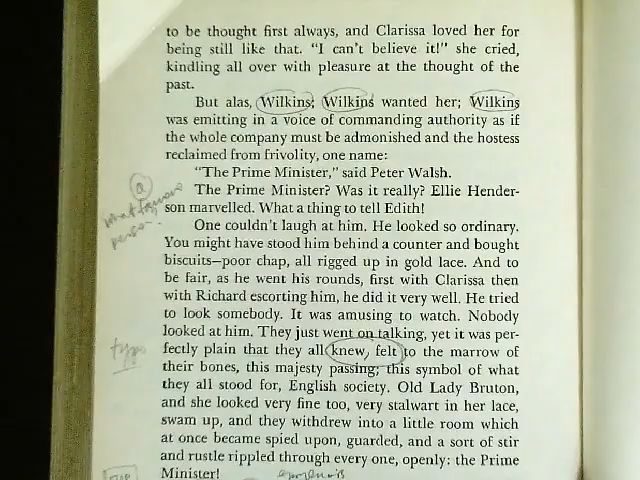 to be thought first always, and Clarissa loved her for
being still like that. "I can't believe it!" she cried,
kindling all over with pleasure at the thought of the
past.
But alas, Wilkins; Wilkins wanted her; Wilkins
was emitting in a voice of commanding authority as if
the whole company must be admonished and the hostess
reclaimed from frivolity, one name:
"The Prime Minister," said Peter Walsh.
The Prime Minister? Was it really? Ellie Hender-
son marvelled. What a thing to tell Edith!
a
what famous
person
One couldn't laugh at him. He looked so ordinary.
You might have stood him behind a counter and bought
biscuits—poor chap, all rigged up in gold lace. And to
be fair, as he went his rounds, first with Clarissa then
with Richard escorting him, he did it very well. He tried
to look somebody. It was amusing to watch. Nobody
looked at him. They just went on talking, yet it was per-
fectly plain that they all knew, felt to the marrow of
typo
their bones, this majesty passing; this symbol of what
they all stood for, English society. Old Lady Bruton,
and she looked very fine too, very stalwart in her lace,
swam up, and they withdrew into a little room which
at once became spied upon, guarded, and a sort of stir
and rustle rippled through every one, openly: the Prime
Minister!